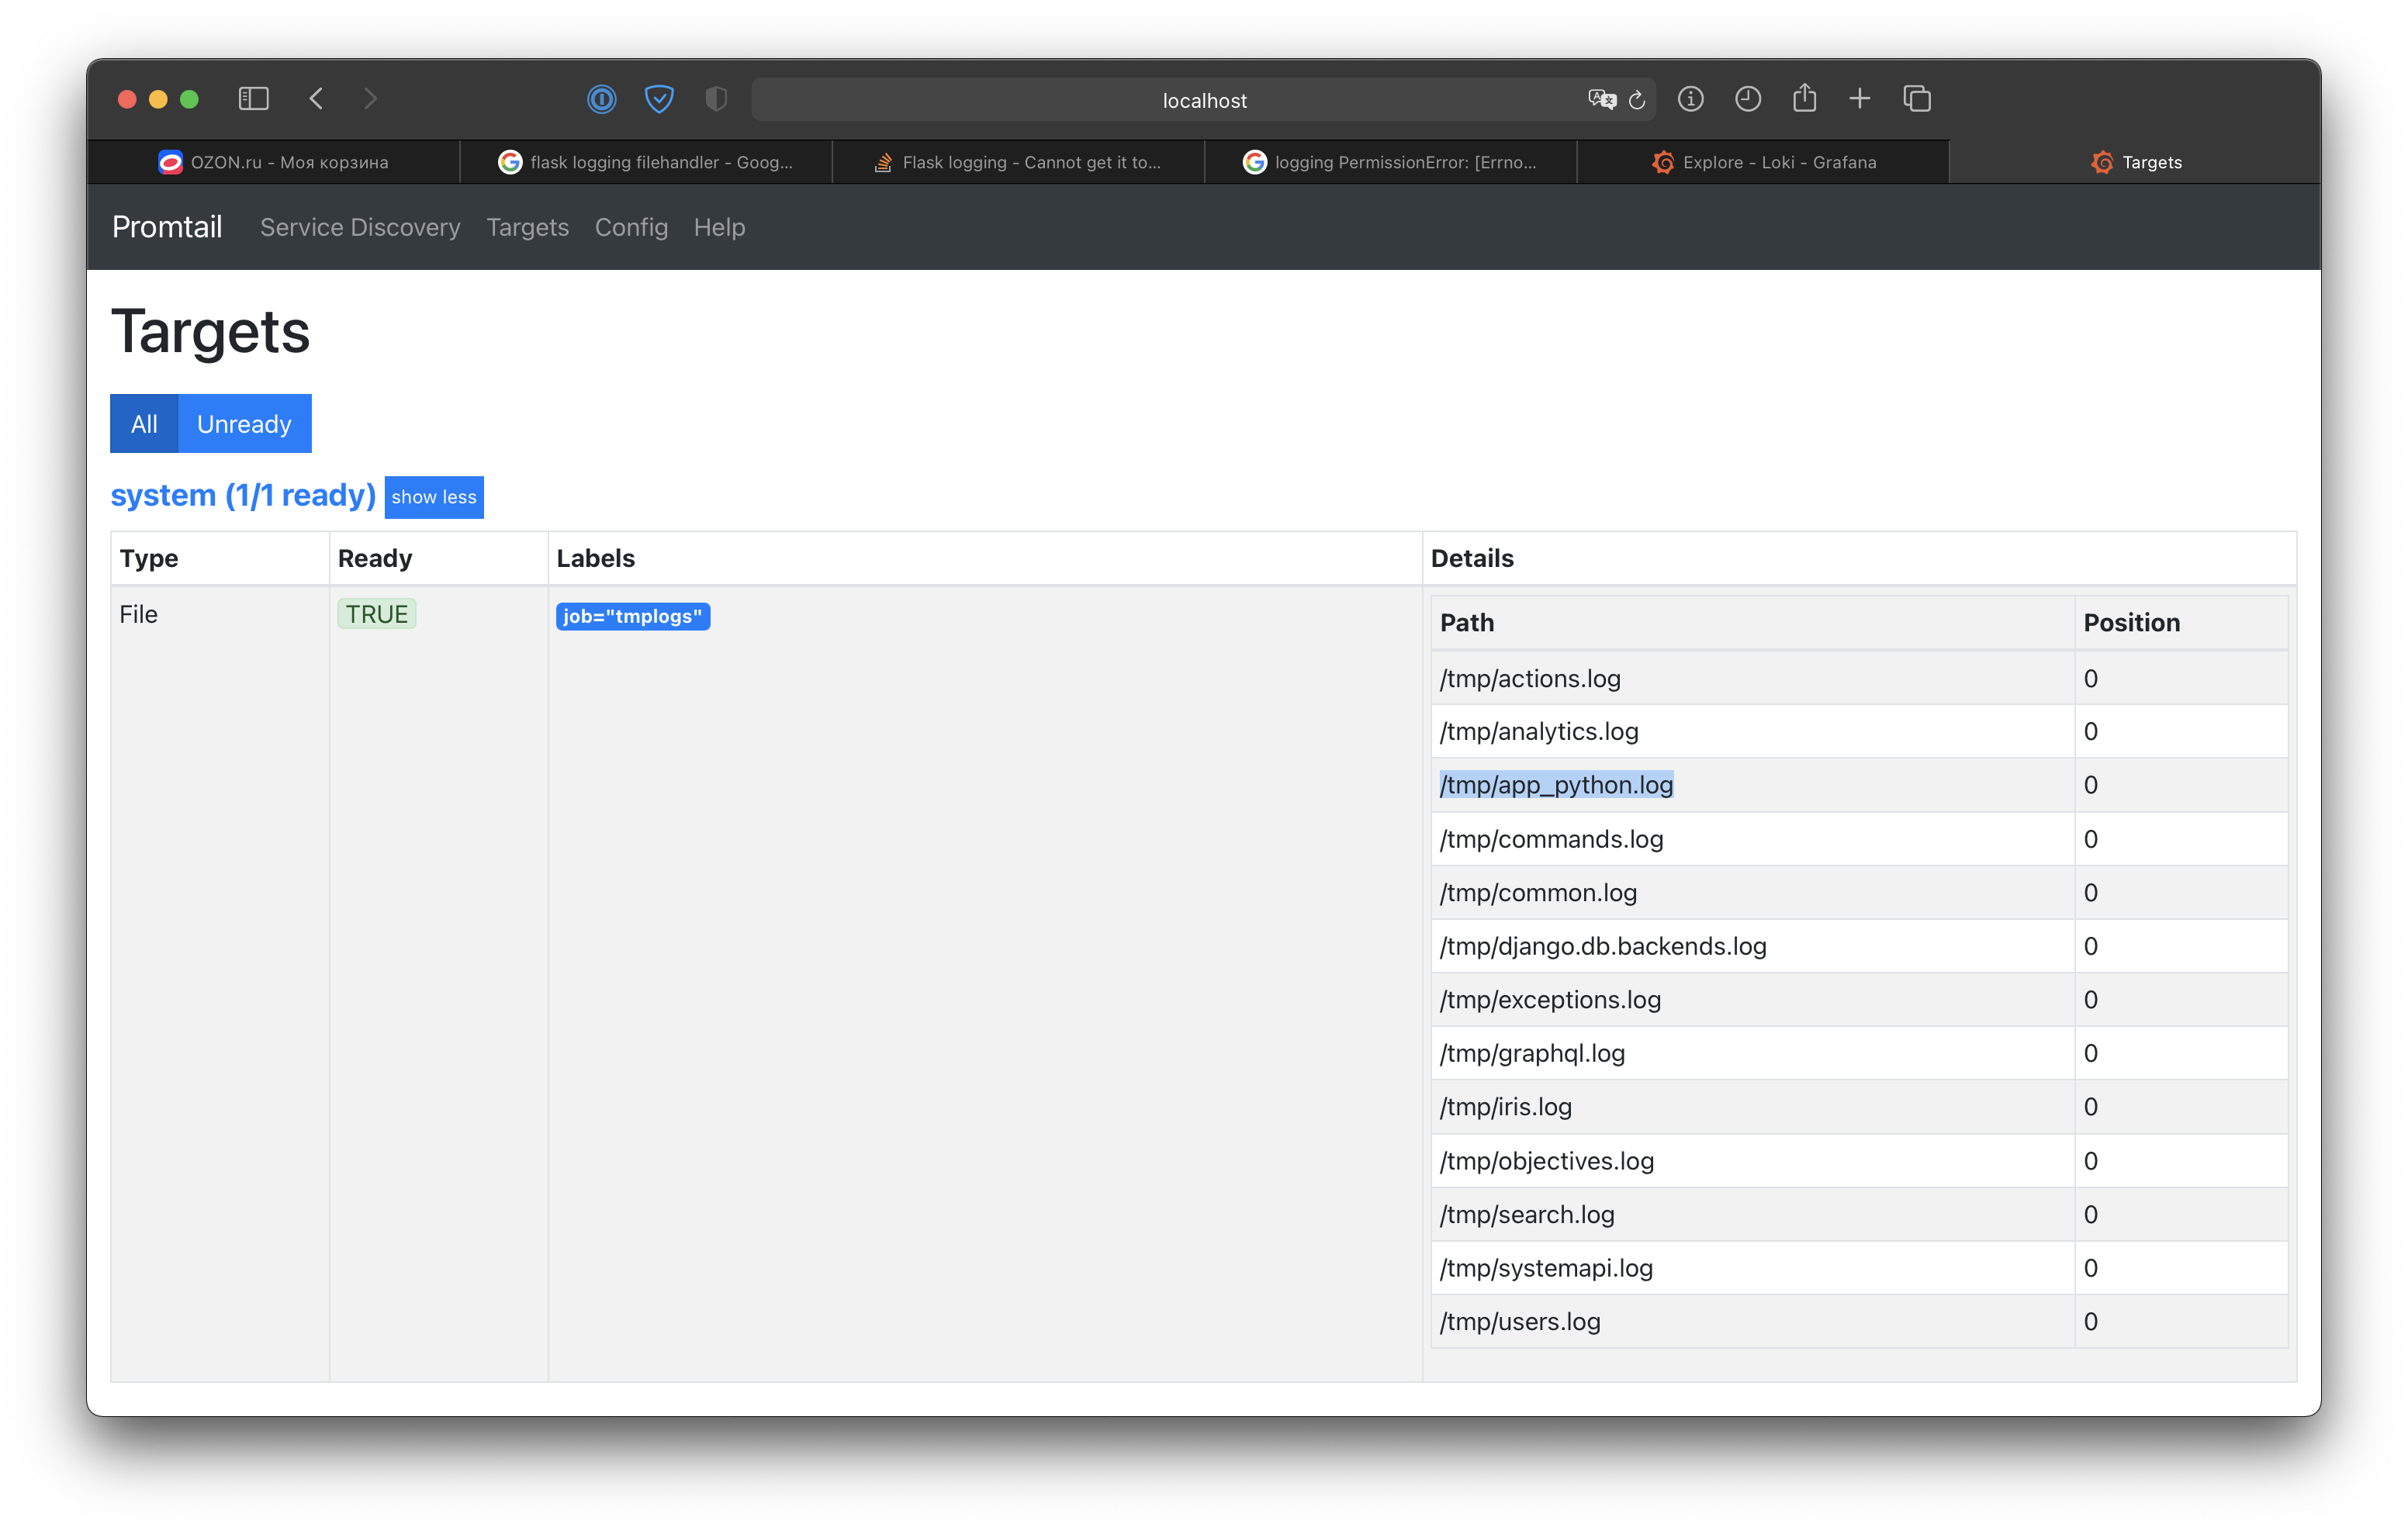 localhost
OZON.ru - Моя корзина
flask logging filehandler - Goog...
Flask logging - Cannot get it to...
logging PermissionError: [Errno...
Explore - Loki - Grafana
Targets
Promtail Service Discovery Targets Config Help
Targets
All Unready
system (1/1 ready) show less
Type Ready Labels Details
File TRUE job="tmplogs"
Path Position
/tmp/actions.log 0
/tmp/analytics.log 0
/tmp/app_python.log 0
/tmp/commands.log 0
/tmp/common.log 0
/tmp/django.db.backends.log 0
/tmp/exceptions.log 0
/tmp/graphql.log 0
/tmp/iris.log 0
/tmp/objectives.log 0
/tmp/search.log 0
/tmp/systemapi.log 0
/tmp/users.log 0